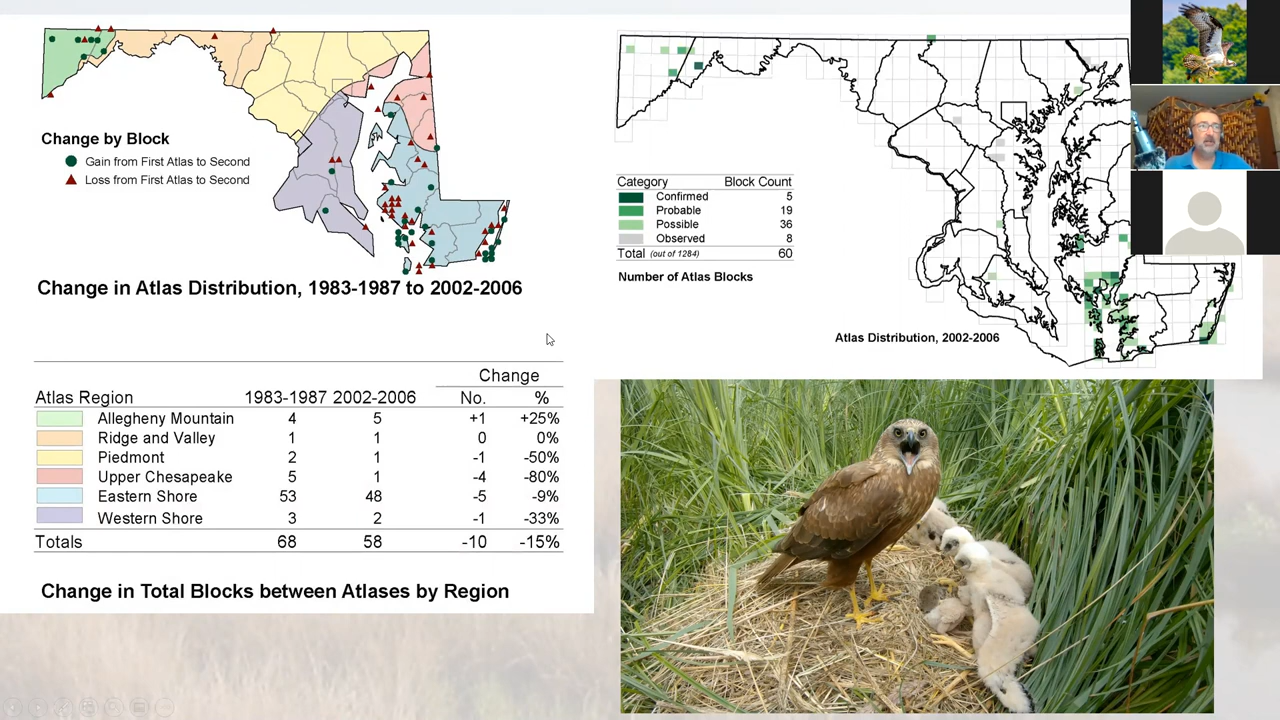 Change by Block
Gain from First Atlas to Second
Loss from First Atlas to Second
Change in Atlas Distribution, 1983-1987 to 2002-2006
Change
Atlas Region 1983-1987 2002-2006 No. %
Allegheny Mountain 4 5 +1 +25%
Ridge and Valley 1 1 0 0%
Piedmont 2 1 -1 -50%
Upper Chesapeake 5 1 -4 -80%
Eastern Shore 53 48 -5 -9%
Western Shore 3 2 -1 -33%
Totals 68 58 -10 -15%
Change in Total Blocks between Atlases by Region
Category Block Count
Confirmed 5
Probable 19
Possible 36
Observed 8
Total (out of 1284) 60
Number of Atlas Blocks
Atlas Distribution, 2002-2006